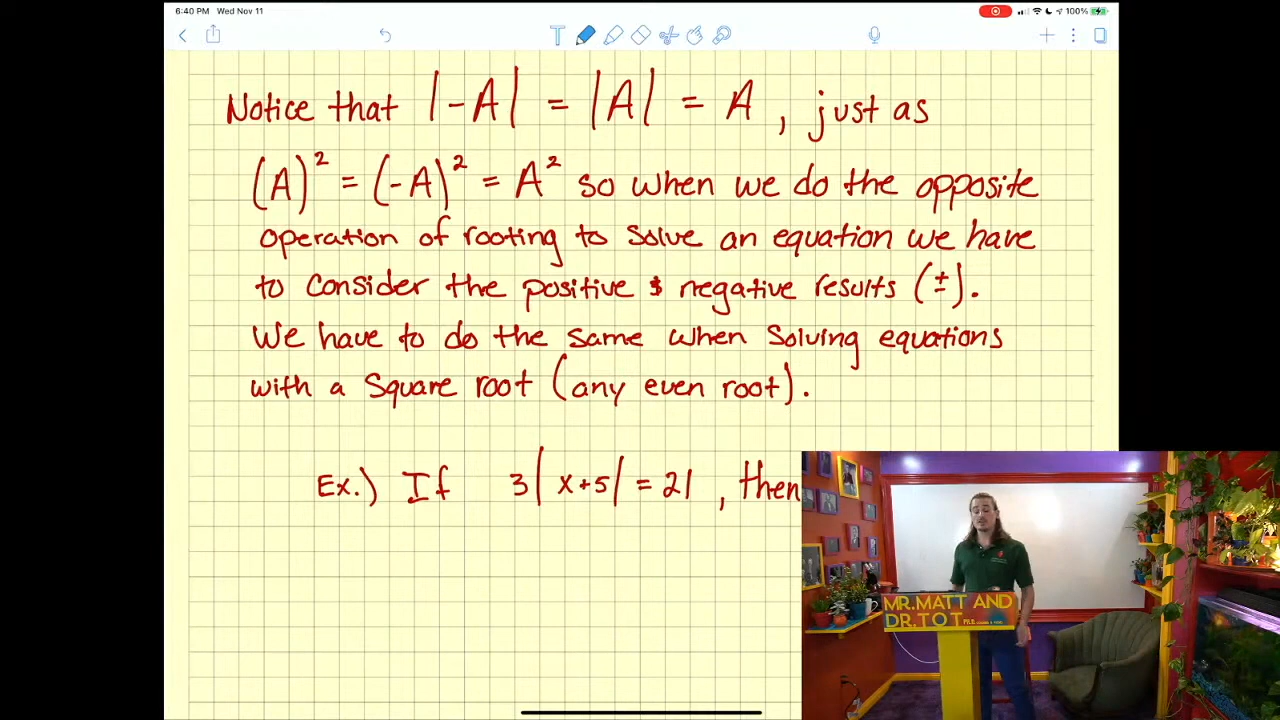 6:40 PM Wed Nov 11
100%
Notice that |-A| = |A| = A, just as
(A)² = (-A)² = A² so when we do the opposite
operation of rooting to solve an equation we have
to consider the positive & negative results (±).
We have to do the same when solving equations
with a square root (any even root).
Ex.) If 3|x+5| = 21, then
MR.MATT AND
DR.TOT